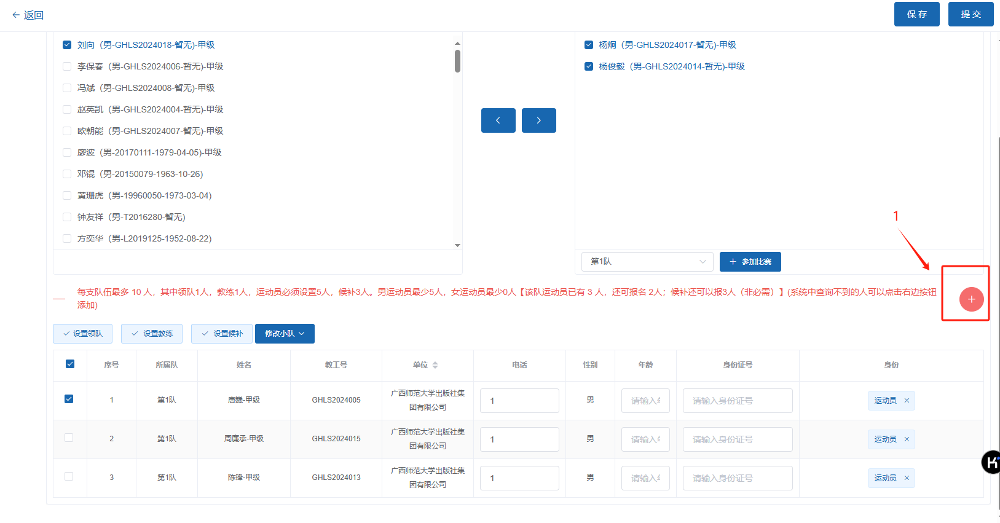 返回
保存
提交
刘向（男-GHLS2024018-暂无)-甲级
李保春（男-GHLS2024006-暂无)-甲级
冯斌（男-GHLS2024008-暂无)-甲级
赵英凯（男-GHLS2024004-暂无)-甲级
欧朝能（男-GHLS2024007-暂无)-甲级
廖波（男-20170111-1979-04-05)-甲级
邓锟（男-20150079-1963-10-26)
黄珊虎（男-19960050-1973-03-04)
钟友祥（男-T2016280-暂无)
方奕华（男-L2019125-1952-08-22)
杨炯（男-GHLS2024017-暂无)-甲级
杨俊毅（男-GHLS2024014-暂无)-甲级
1
第1队
参加比赛
每支队伍最多 10 人，其中领队1人，教练1人，运动员必须设置5人，候补3人。男运动员最少5人，女运动员最少0人【该队运动员已有 3 人，还可报名 2人；候补还可以报3人（非必需）】(系统中查询不到的人可以点击右边按钮
添加)
设置领队
设置教练
设置候补
修改小队
序号 所属队 姓名 教工号 单位 电话 性别 年龄 身份证号 身份
1 第1队 唐巍-甲级 GHLS2024005 广西师范大学出版社集 1 男 请输入 请输入身份证号 运动员
团有限公司
2 第1队 周廉承-甲级 GHLS2024015 广西师范大学出版社集 1 男 请输入 请输入身份证号 运动员
团有限公司
3 第1队 陈锋-甲级 GHLS2024013 广西师范大学出版社集 1 男 请输入 请输入身份证号 运动员
团有限公司